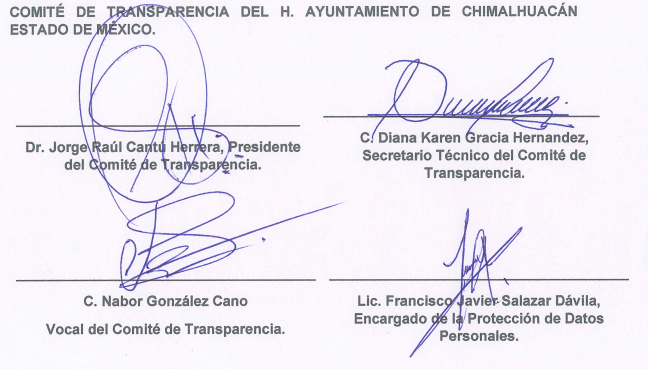 COMITÉ DE TRANSPARENCIA DEL H. AYUNTAMIENTO DE CHIMALHUACÁN
ESTADO DE MÉXICO.
Dr. Jorge Raúl Cantú Herrera, Presidente
del Comité de Transparencia.
C. Diana Karen Gracia Hernandez,
Secretario Técnico del Comité de
Transparencia.
C. Nabor González Cano
Vocal del Comité de Transparencia.
Lic. Francisco Javier Salazar Dávila,
Encargado de la Protección de Datos
Personales.